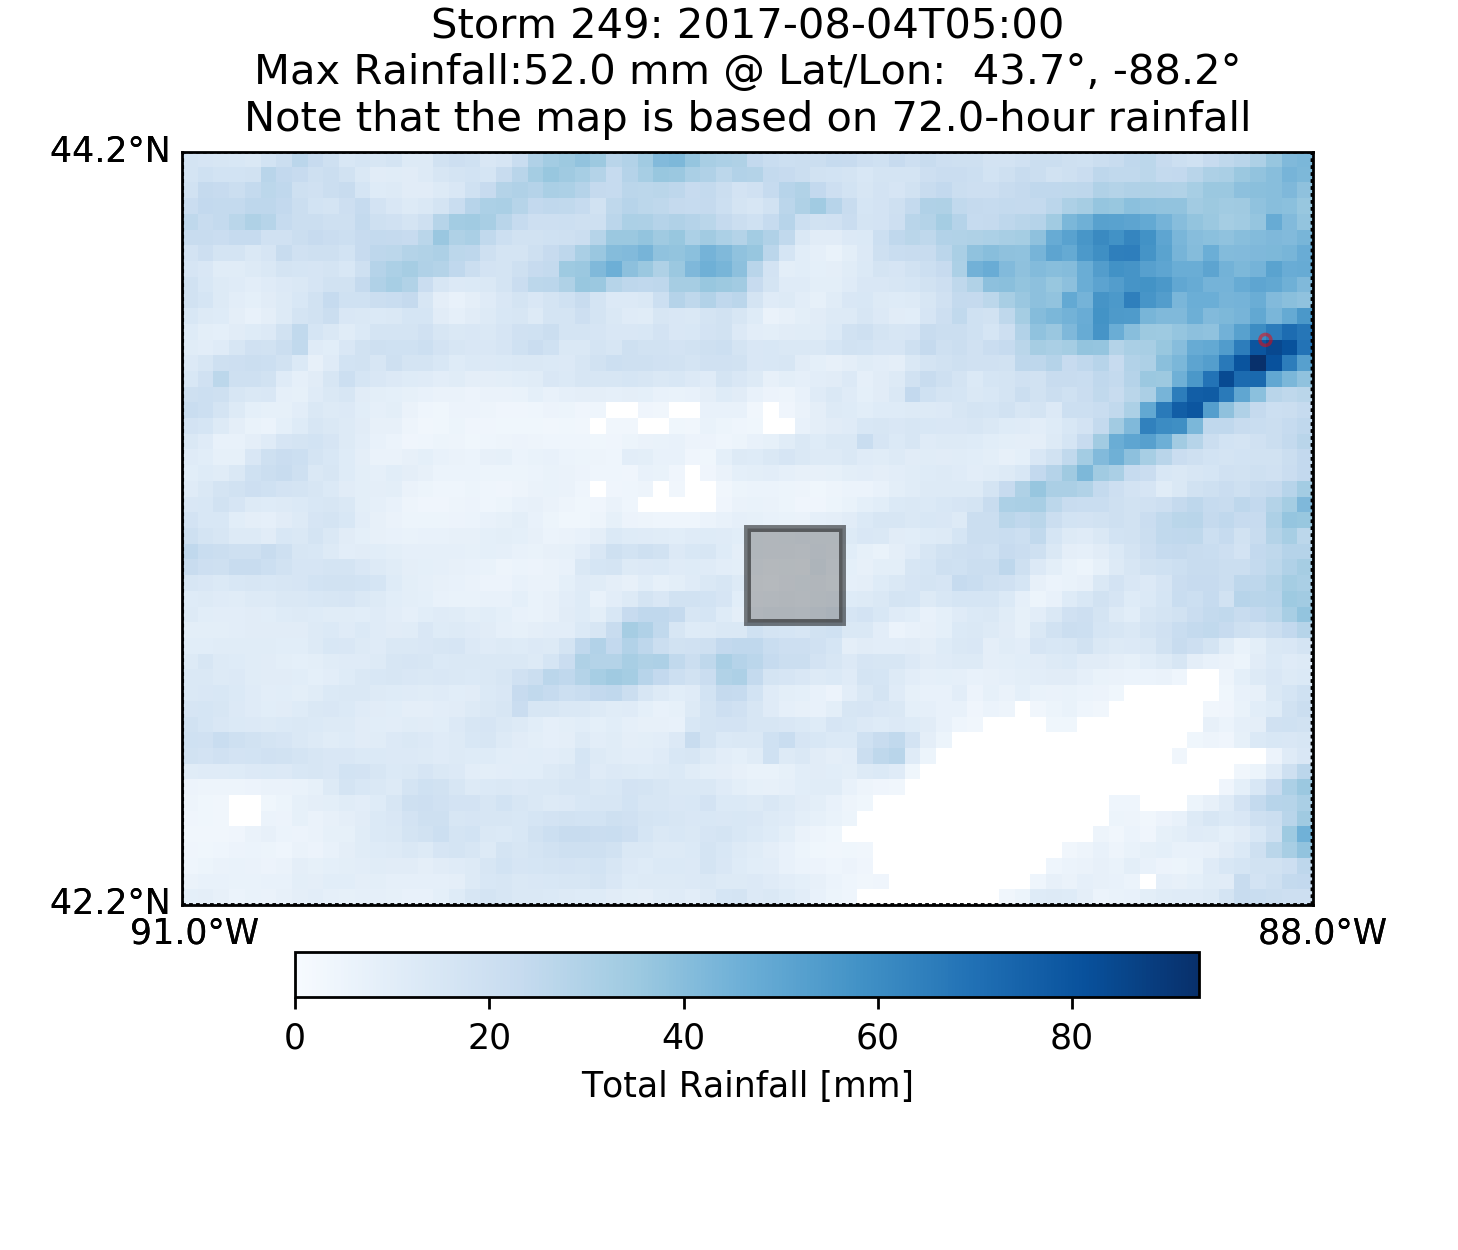 Storm 249: 2017-08-04T05:00
Max Rainfall:52.0 mm @ Lat/Lon:  43.7°, -88.2°
Note that the map is based on 72.0-hour rainfall
44.2°N
42.2°N
91.0°W
88.0°W
0 20 40 60 80
Total Rainfall [mm]